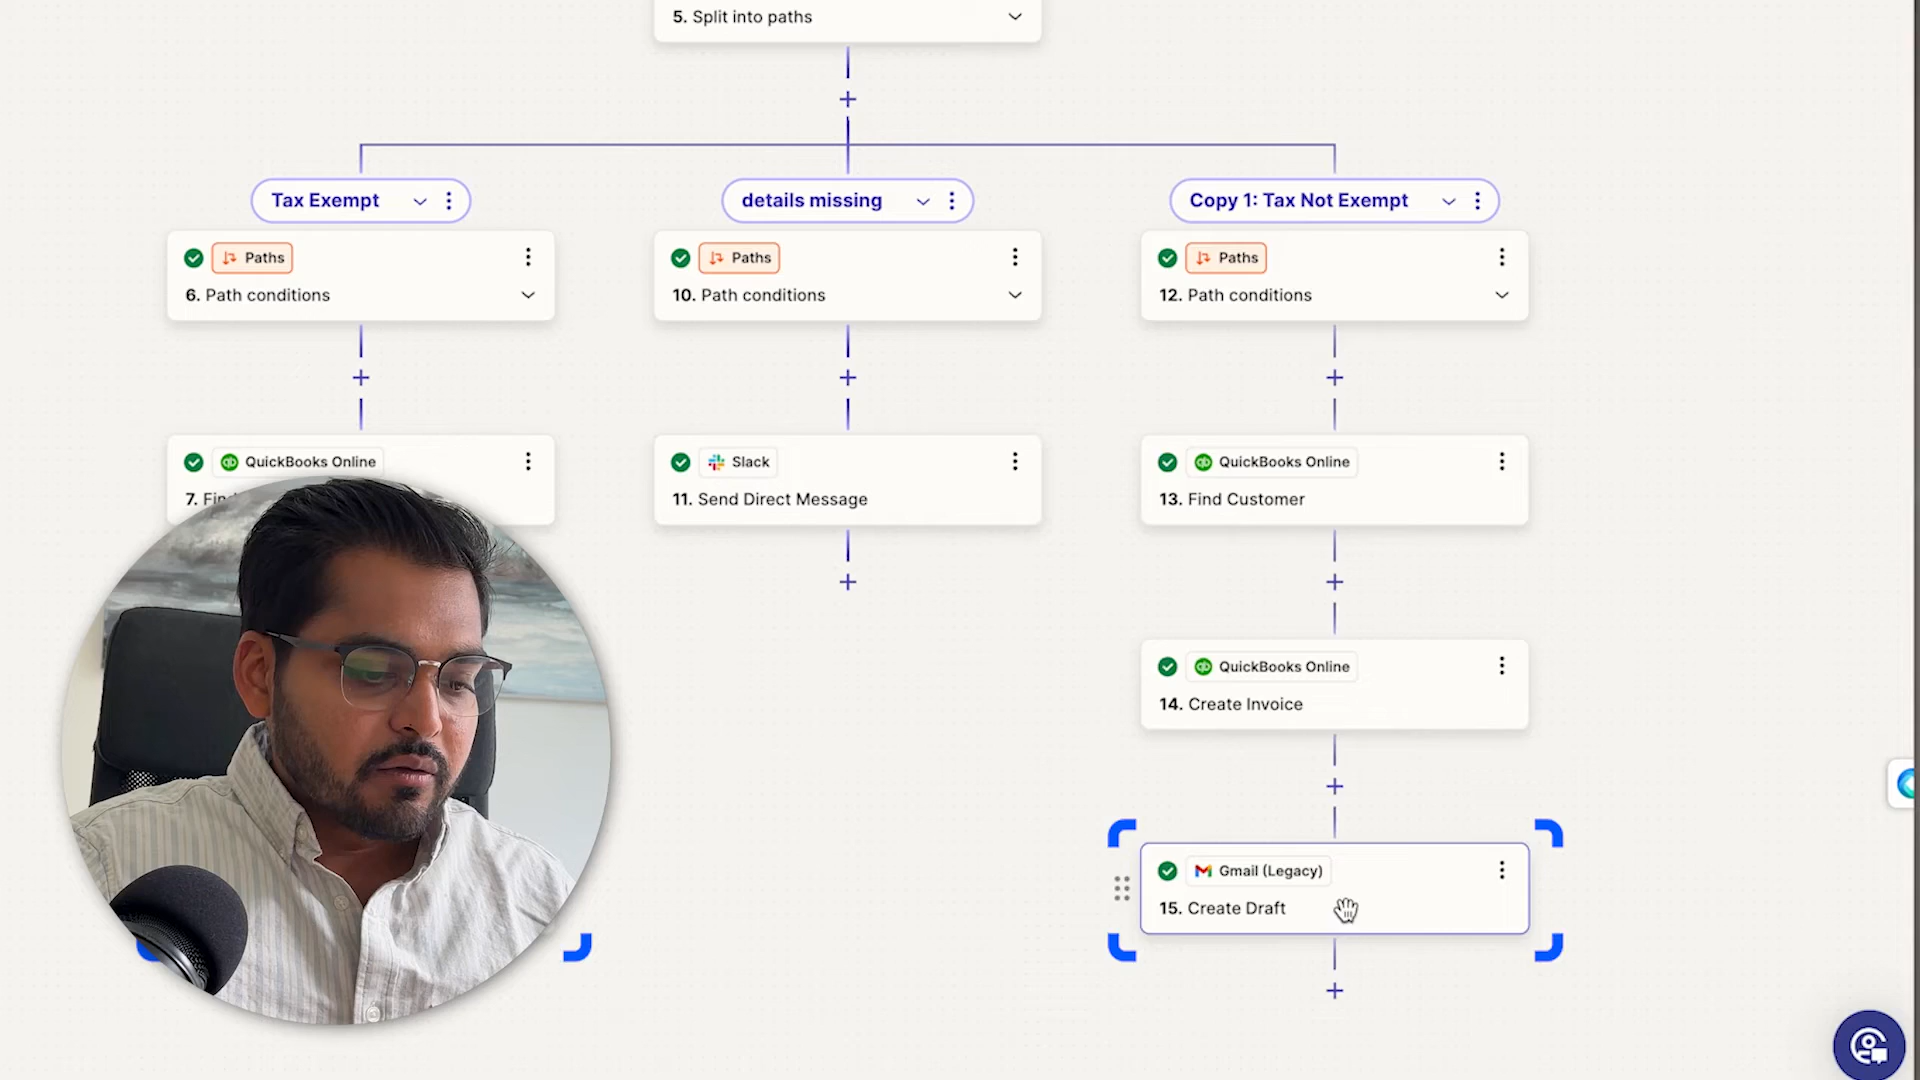 5. Split into paths
Tax Exempt
details missing
Copy 1: Tax Not Exempt
Paths
6. Path conditions
Paths
10. Path conditions
Paths
12. Path conditions
QuickBooks Online
7.
Slack
11. Send Direct Message
QuickBooks Online
13. Find Customer
QuickBooks Online
14. Create Invoice
Gmail (Legacy)
15. Create Draft